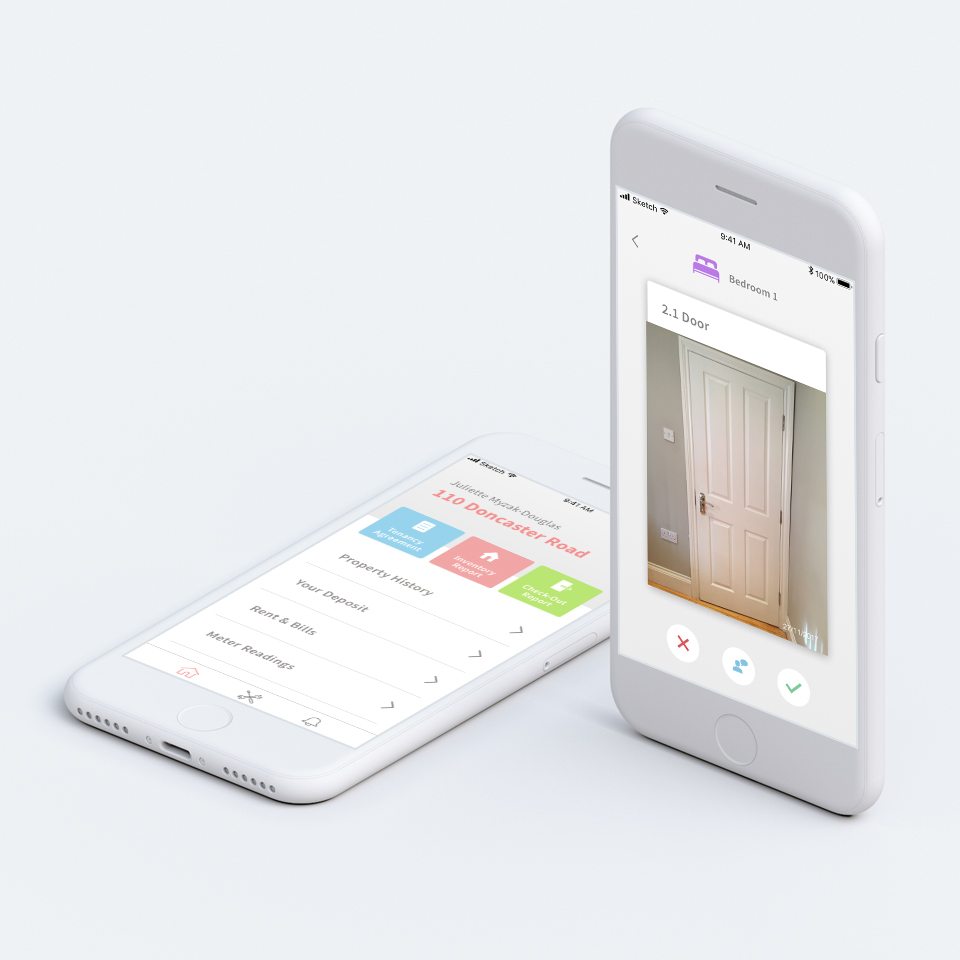 Sketch
9:41 AM
Juliette Myzak-Douglas
110 Doncaster Road
Tenancy
Agreement
Inventory
Report
Check-Out
Report
Property History
Your Deposit
Rent & Bills
Meter Readings
Sketch
9:41 AM
100%
Bedroom 1
2.1 Door